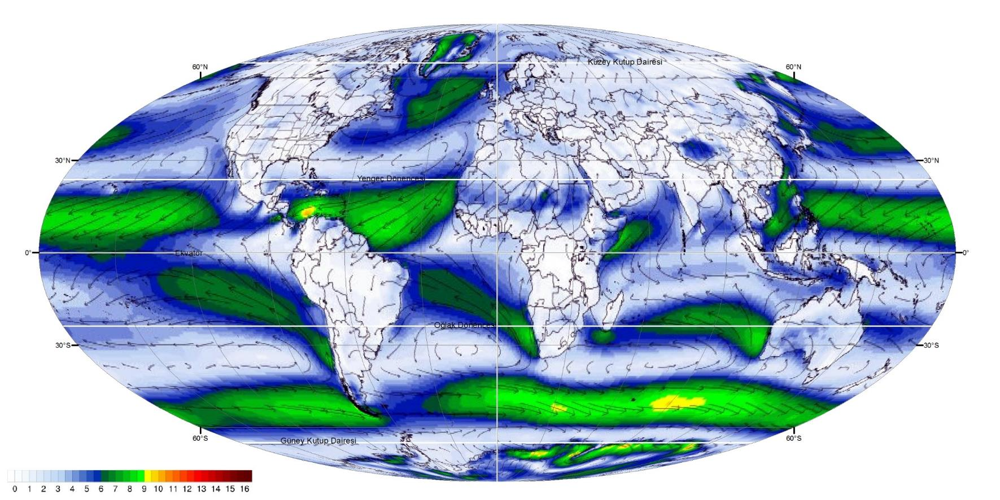 Kuzey Kutup Dairesi
60°N
60°N
30°N
30°N
Yengeç Dönencesi
0°
Ekvator
0°
Oğlak Dönencesi
30°S
30°S
60°S
Güney Kutup Dairesi
60°S
0 1 2 3 4 5 6 7 8 9 10 11 12 13 14 15 16